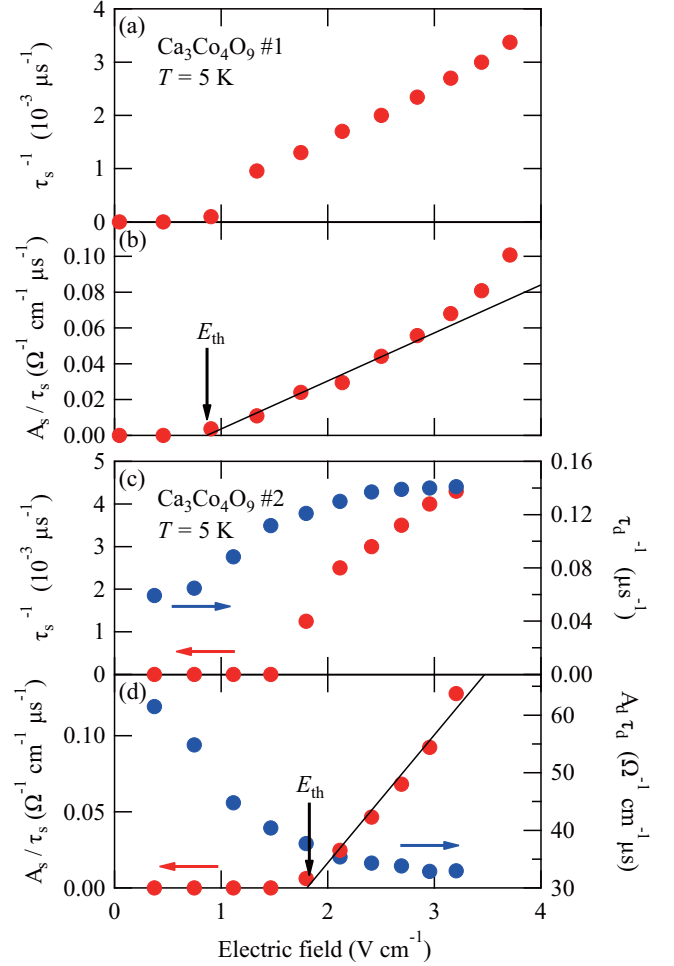 (a)
Ca₃Co₄O₉ #1
T = 5 K
τₛ⁻¹ (10⁻³ μs⁻¹)
4
3
2
1
0
(b)
Eₜₕ
Aₛ / τₛ (Ω⁻¹ cm⁻¹ μs⁻¹)
0.10
0.08
0.06
0.04
0.02
0.00
(c)
Ca₃Co₄O₉ #2
T = 5 K
τₛ⁻¹ (10⁻³ μs⁻¹)
5
4
3
2
1
0
0.16
0.12
0.08
0.04
0.00
τ_d⁻¹ (μs⁻¹)
(d)
Eₜₕ
Aₛ / τₛ (Ω⁻¹ cm⁻¹ μs⁻¹)
0.10
0.05
0.00
60
50
40
30
A_d τ_d (Ω⁻¹ cm⁻¹ μs)
0 1 2 3 4
Electric field (V cm⁻¹)